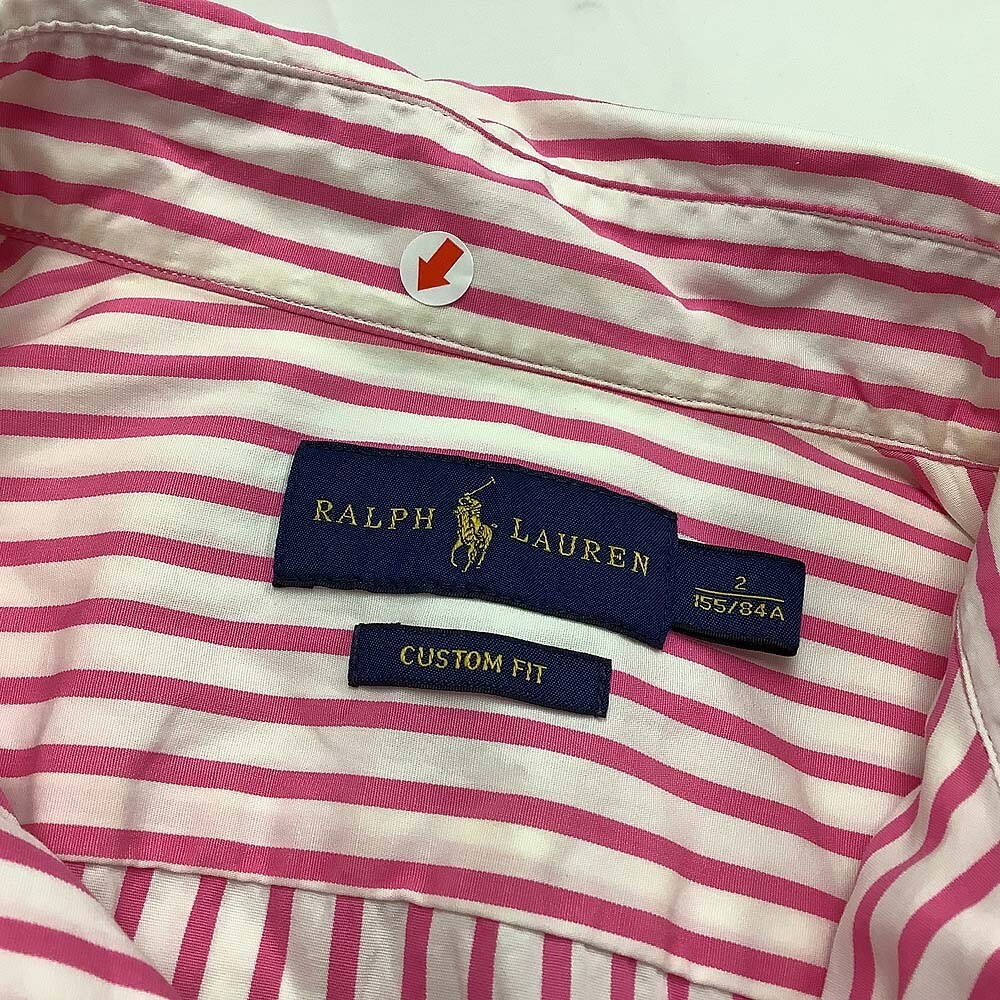 RALPH LAUREN
2
155/84A
CUSTOM FIT